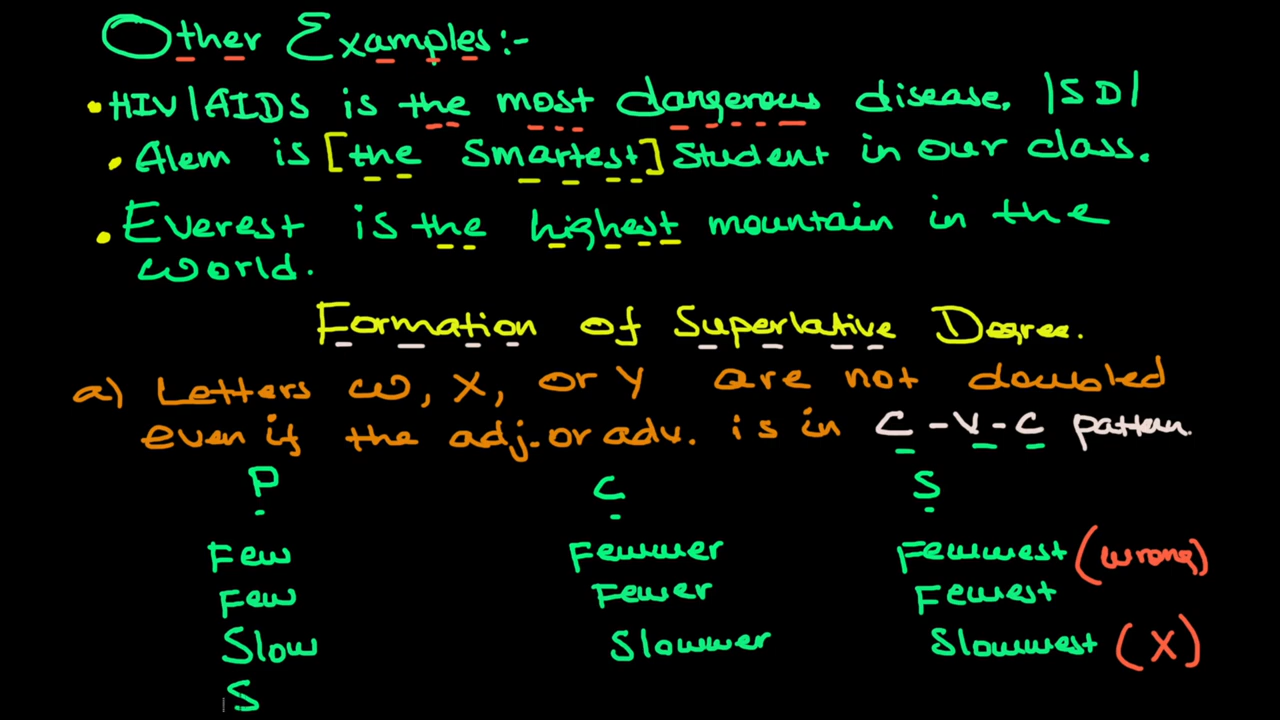 Other Examples:-
• HIV/AIDS is the most dangerous disease. |SD|
• Alem is [the smartest] student in our class.
• Everest is the highest mountain in the
world.
Formation of Superlative Degree.
a) Letters w, X, or Y are not doubled
even if the adj. or adv. is in C-V-C pattern.
P C S
Few Fewwer Fewwest (wrong)
Few Fewer Fewest
Slow Slowwer Slowwest (X)
S